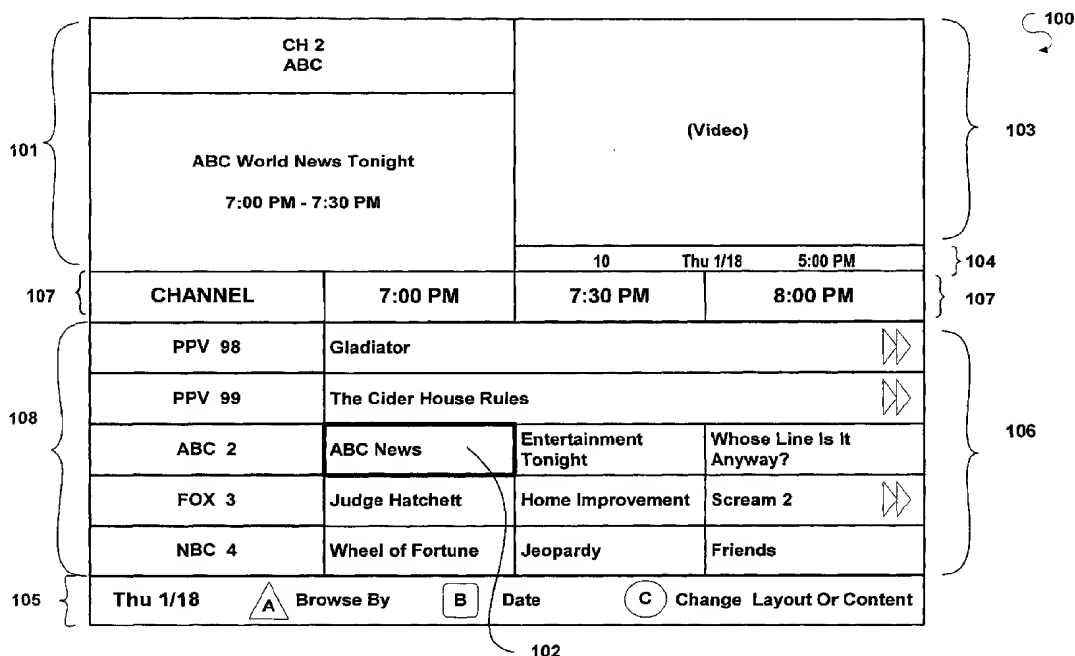 100
CH 2
ABC
101
ABC World News Tonight
7:00 PM - 7:30 PM
(Video)
103
10 Thu 1/18 5:00 PM
104
107
CHANNEL 7:00 PM 7:30 PM 8:00 PM
107
PPV 98 Gladiator
PPV 99 The Cider House Rules
108
ABC 2 ABC News Entertainment Tonight Whose Line Is It Anyway?
106
FOX 3 Judge Hatchett Home Improvement Scream 2
NBC 4 Wheel of Fortune Jeopardy Friends
105
Thu 1/18 A Browse By B Date C Change Layout Or Content
102